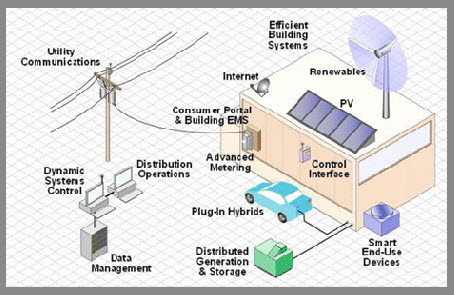 Utility
Communications
Efficient
Building
Systems
Internet
Renewables
Consumer Portal
& Building EMS
PV
Advanced
Metering
Control
Interface
Dynamic
Systems
Control
Distribution
Operations
Plug-In Hybrids
Data
Management
Distributed
Generation
& Storage
Smart
End-Use
Devices